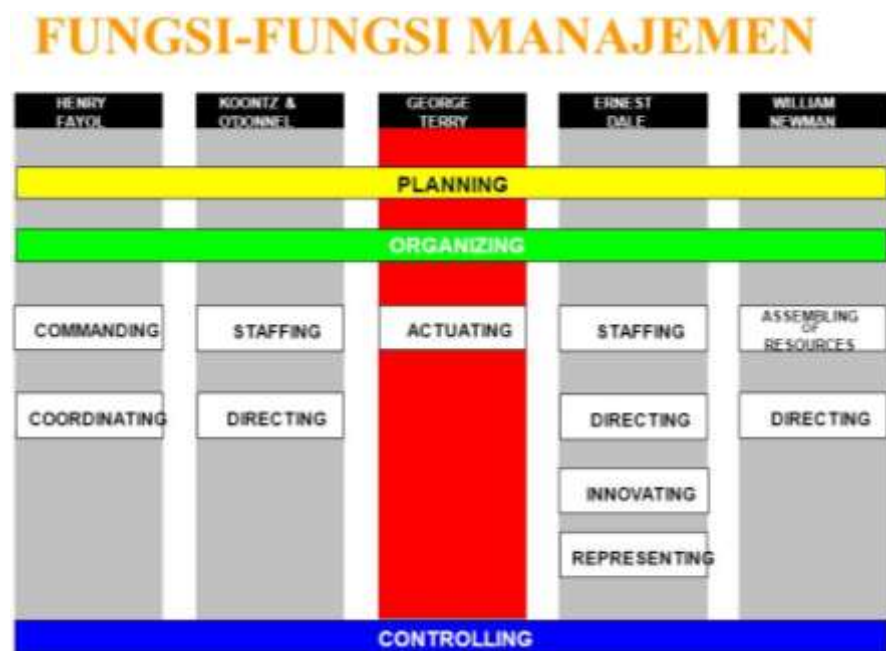 FUNGSI-FUNGSI MANAJEMEN
HENRY
FAYOL
KOONTZ &
O'DONNEL
GEORGE
TERRY
ERNEST
DALE
WILLIAM
NEWMAN
PLANNING
ORGANIZING
COMMANDING
STAFFING
ACTUATING
STAFFING
ASSEMBLING
OF
RESOURCES
COORDINATING
DIRECTING
DIRECTING
DIRECTING
INNOVATING
REPRESENTING
CONTROLLING